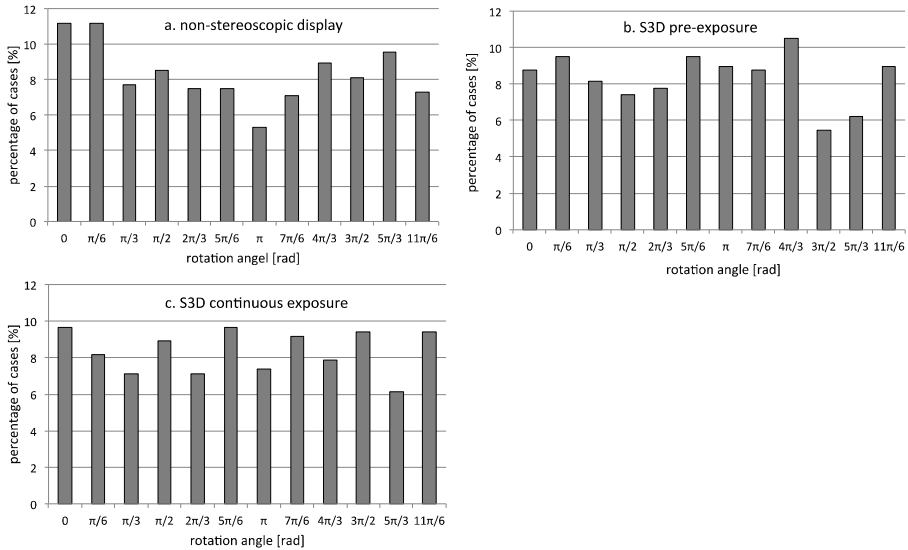 a. non-stereoscopic display
percentage of cases [%]
12
10
8
6
4
2
0
0 π/6 π/3 π/2 2π/3 5π/6 π 7π/6 4π/3 3π/2 5π/3 11π/6
rotation angel [rad]
b. S3D pre-exposure
percentage of cases [%]
12
10
8
6
4
2
0
0 π/6 π/3 π/2 2π/3 5π/6 π 7π/6 4π/3 3π/2 5π/3 11π/6
rotation angle [rad]
c. S3D continuous exposure
percentage of cases [%]
12
10
8
6
4
2
0
0 π/6 π/3 π/2 2π/3 5π/6 π 7π/6 4π/3 3π/2 5π/3 11π/6
rotation angle [rad]